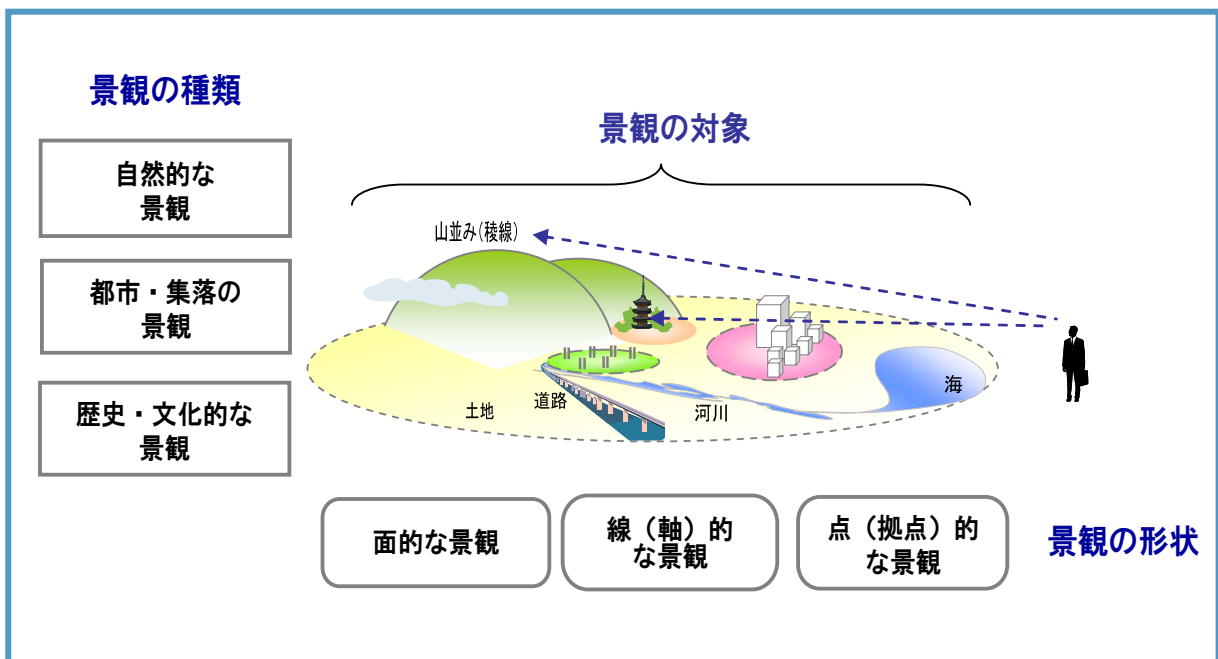 景観の種類
自然的な
景観
都市・集落の
景観
歴史・文化的な
景観
景観の対象
山並み（稜線）
土地
道路
河川
海
面的な景観
線（軸）的
な景観
点（拠点）的
な景観
景観の形状